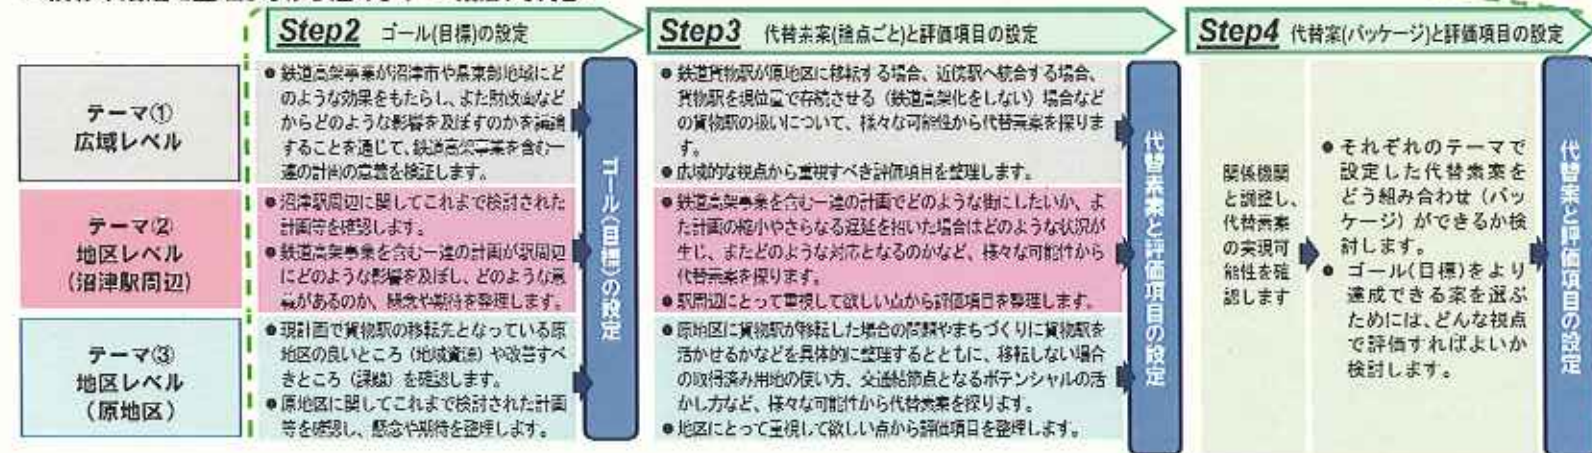 Step2 ゴール(目標)の設定
Step3 代替素案(論点ごと)と評価項目の設定
Step4 代替案(パッケージ)と評価項目の設定
テーマ①
広域レベル
● 鉄道高架事業が沼津市や県東部地域にど
のような効果をもたらし、また財政面など
からどのような影響を及ぼすのかを議論
することを通じて、鉄道高架事業を含む一
連の計画の意義を検証します。
● 鉄道貨物駅が原地区に移転する場合、近傍駅へ統合する場合、
貨物駅を現位置で存続させる(鉄道高架化をしない)場合など
の貨物駅の扱いについて、様々な可能性から代替素案を探りま
す。
● 広域的な視点から重視すべき評価項目を整理します。
テーマ②
地区レベル
(沼津駅周辺)
● 沼津駅周辺に関してこれまで検討された
計画等を確認します。
● 鉄道高架事業を含む一連の計画が駅周辺
にどのような影響を及ぼし、どのような意
義があるのか、懸念や期待を整理します。
● 鉄道高架事業を含む一連の計画でどのような街にしたいか、ま
た計画の縮小やさらなる遅延を招いた場合はどのような状況が
生じ、またどのような対応となるのかなど、様々な可能性から
代替素案を探ります。
● 駅周辺にとって重視して欲しい点から評価項目を整理します。
テーマ③
地区レベル
(原地区)
● 現計画で貨物駅の移転先となっている原
地区の良いところ(地域資源)や改善すべ
きところ(課題)を確認します。
● 原地区に関してこれまで検討された計画
等を確認し、懸念や期待を整理します。
● 原地区に貨物駅が移転した場合の問題やまちづくりに貨物駅を
活かせるかなどを具体的に整理するとともに、移転しない場合
の取得済み用地の使い方、交通結節点となるポテンシャルの活
かし方など、様々な可能性から代替素案を探ります。
● 地区にとって重視して欲しい点から評価項目を整理します。
ゴール(目標)の設定
代替素案と評価項目の設定
関係機関
と調整し、
代替素案
の実現可
能性を確
認します
● それぞれのテーマで
設定した代替素案を
どう組み合わせ(パッ
ケージ)ができるか検
討します。
● ゴール(目標)をより
達成できる案を選ぶ
ためには、どんな視点
で評価すればよいか
検討します。
代替案と評価項目の設定